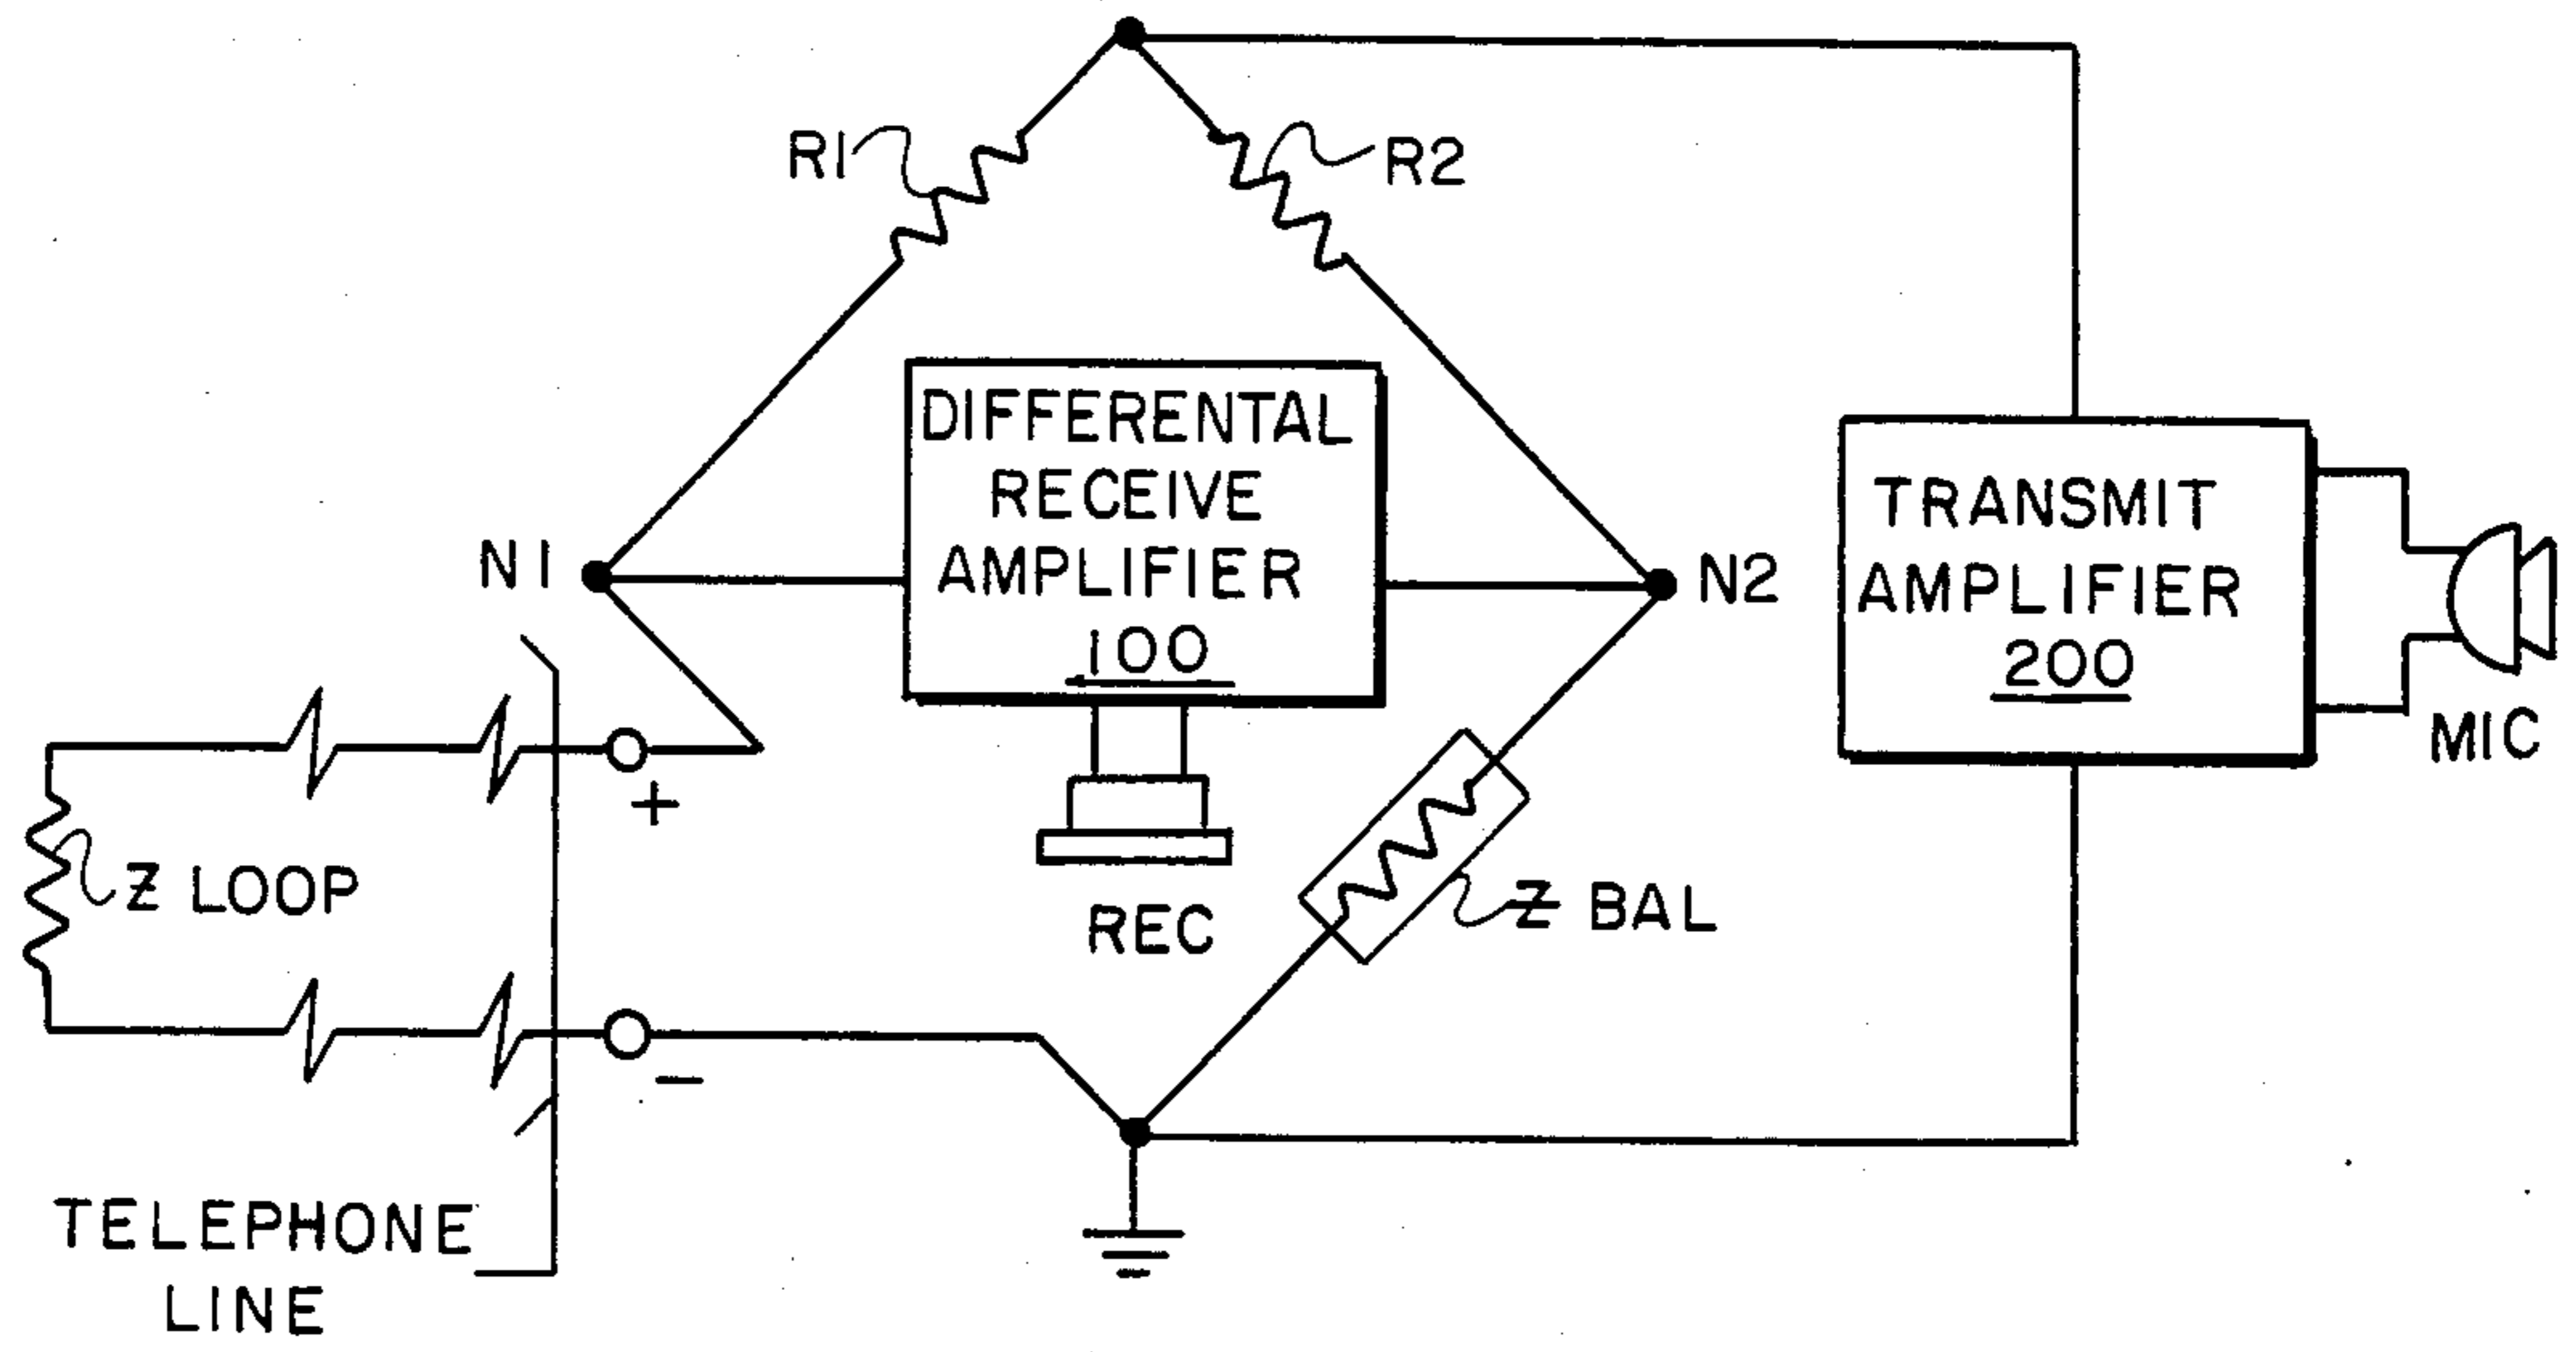 R1
R2
DIFFERENTAL
RECEIVE
AMPLIFIER
100
N1
N2
TRANSMIT
AMPLIFIER
200
MIC
+
Z LOOP
REC
Z BAL
-
TELEPHONE
LINE